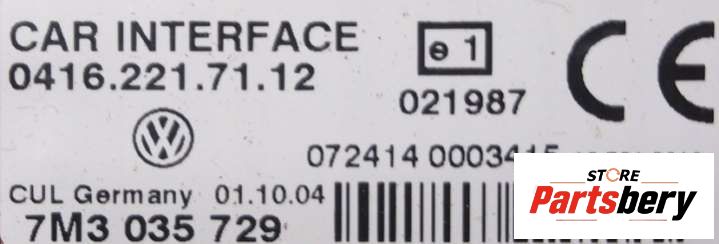 CAR INTERFACE
0416.221.71.12
e 1
021987
CE
072414 0003415
CUL Germany 01.10.04
7M3 035 729
STORE
Partsbery